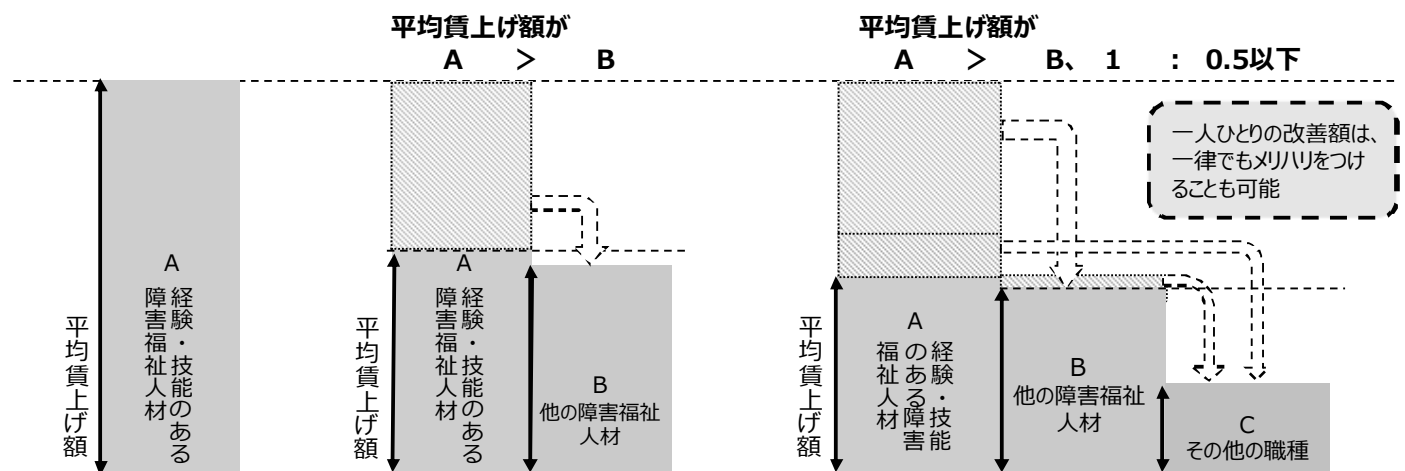 平均賃上げ額が
A > B
平均賃上げ額が
A > B、 1 : 0.5以下
一人ひとりの改善額は、
一律でもメリハリをつけ
ることも可能
平均賃上げ額
A
経験・技能のある
障害福祉人材
平均賃上げ額
A
経験・技能のある
障害福祉人材
B
他の障害福祉
人材
平均賃上げ額
A
経験・技能
のある障害
福祉人材
B
他の障害福祉
人材
C
その他の職種